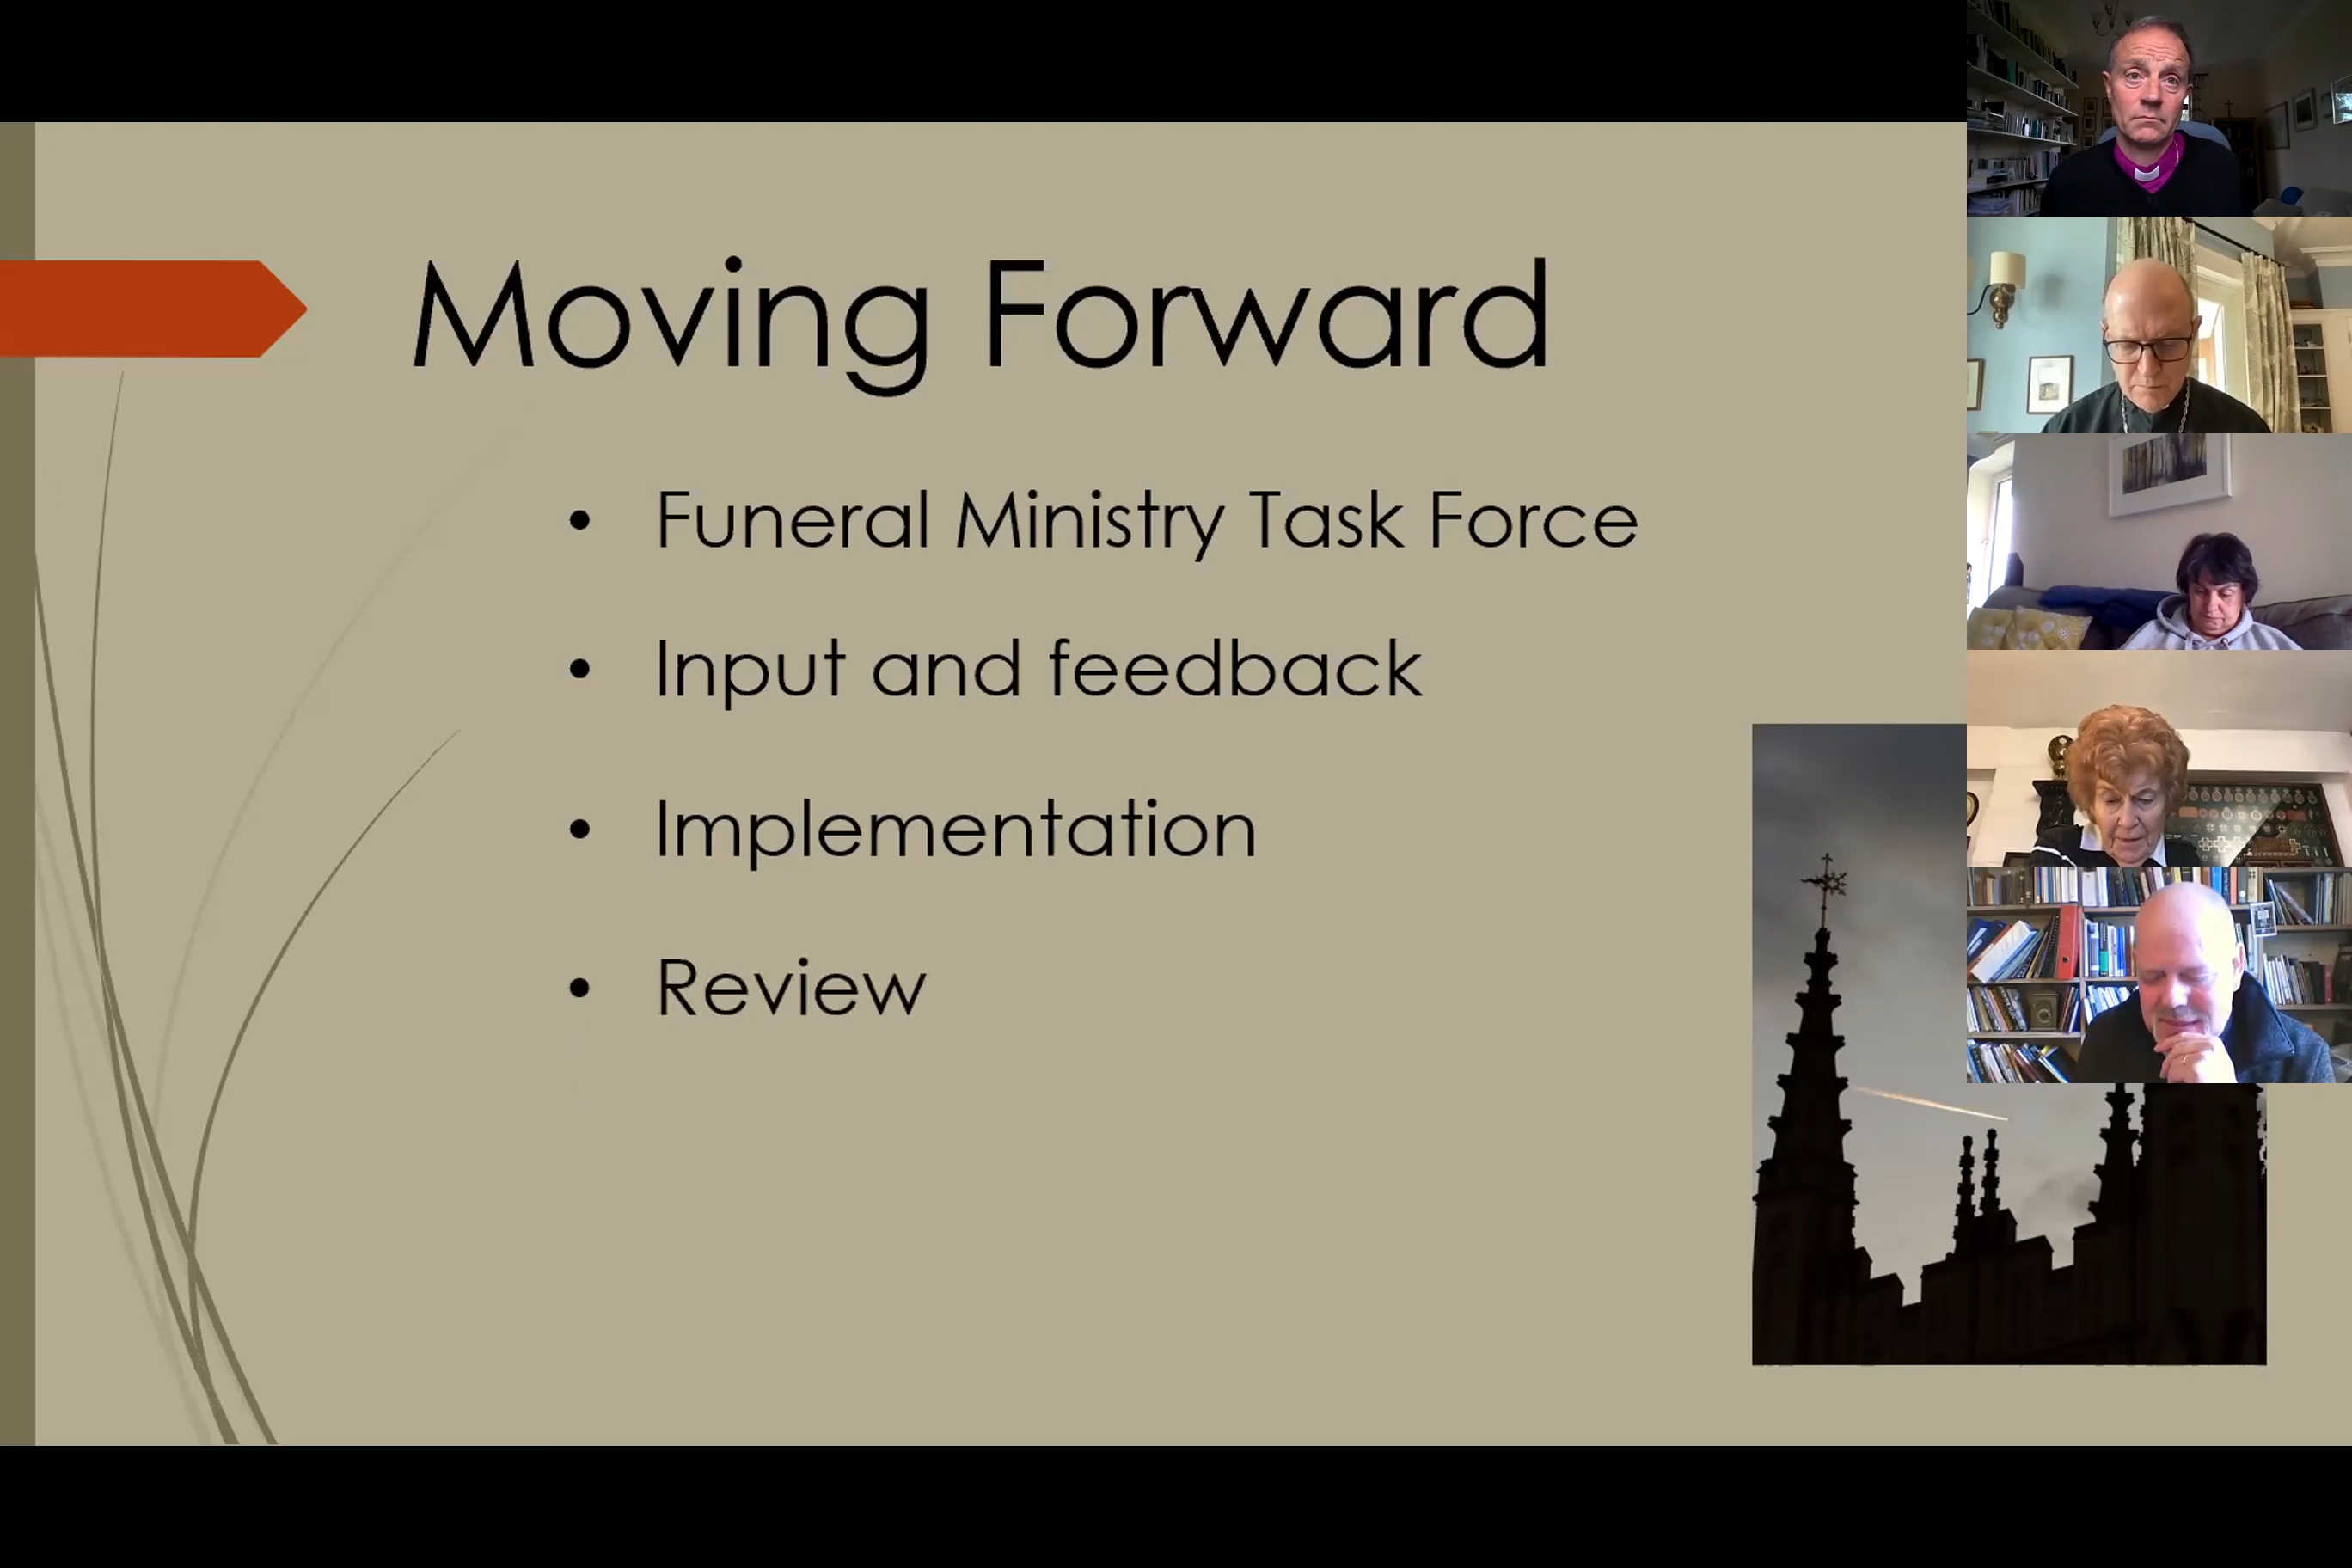 Moving Forward
• Funeral Ministry Task Force
• Input and feedback
• Implementation
• Review